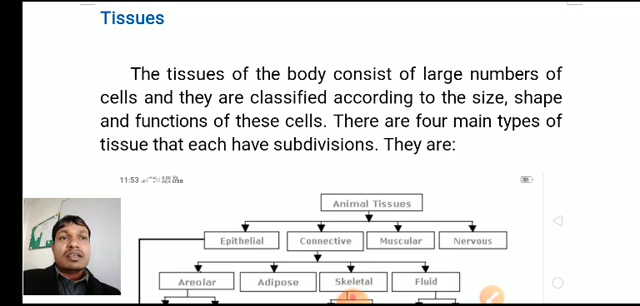 Tissues
The tissues of the body consist of large numbers of
cells and they are classified according to the size, shape
and functions of these cells. There are four main types of
tissue that each have subdivisions. They are:
11:53
Animal Tissues
Epithelial Connective Muscular Nervous
Areolar Adipose Skeletal Fluid